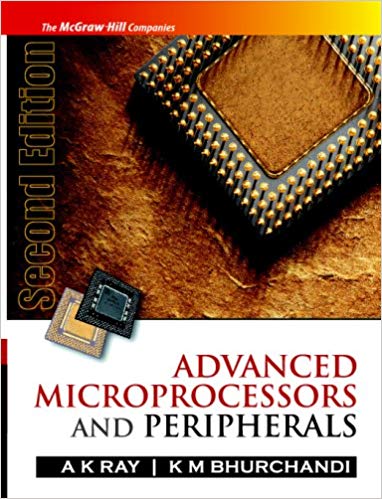 The McGraw-Hill Companies
Second Edition
ADVANCED
MICROPROCESSORS
AND PERIPHERALS
A K RAY | K M BHURCHANDI